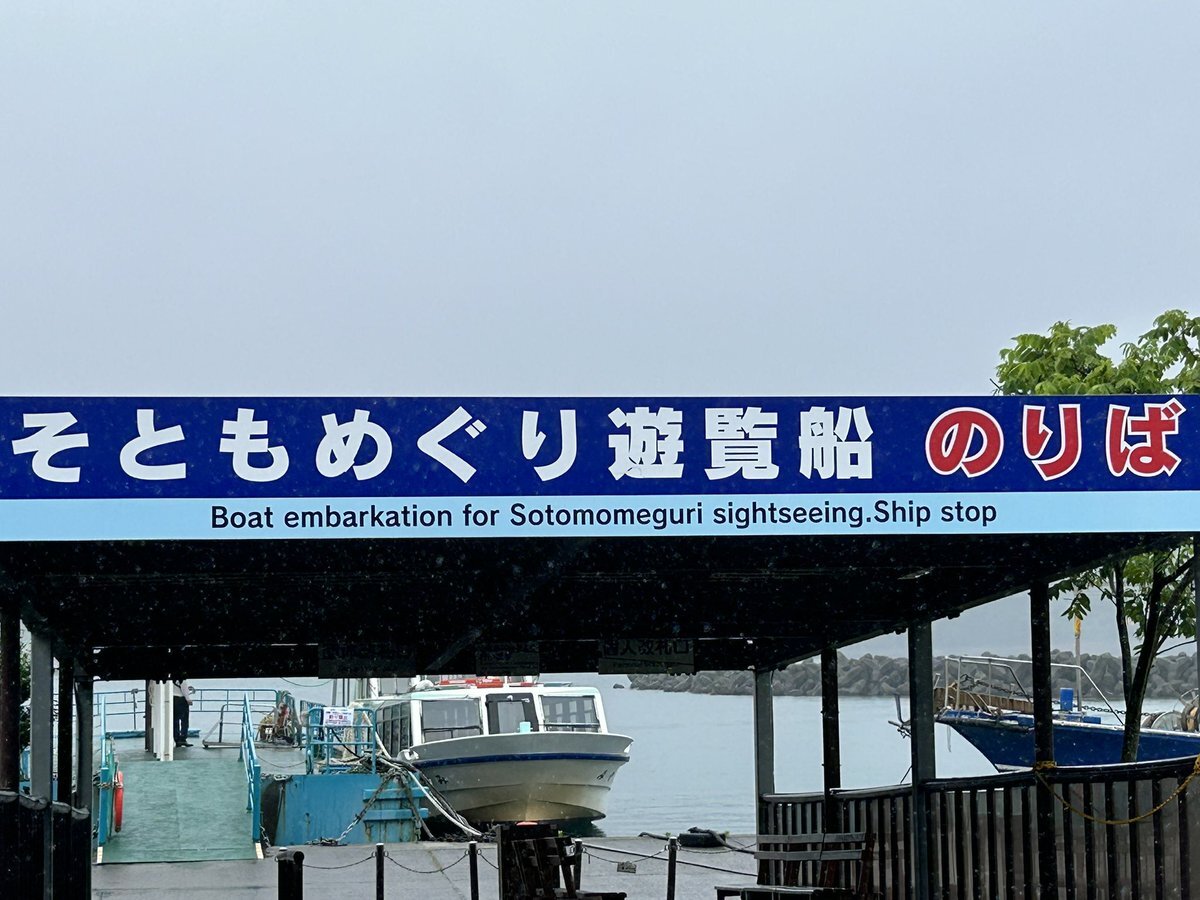 そともめぐり遊覧船 のりば
Boat embarkation for Sotomomeguri sightseeing.Ship stop